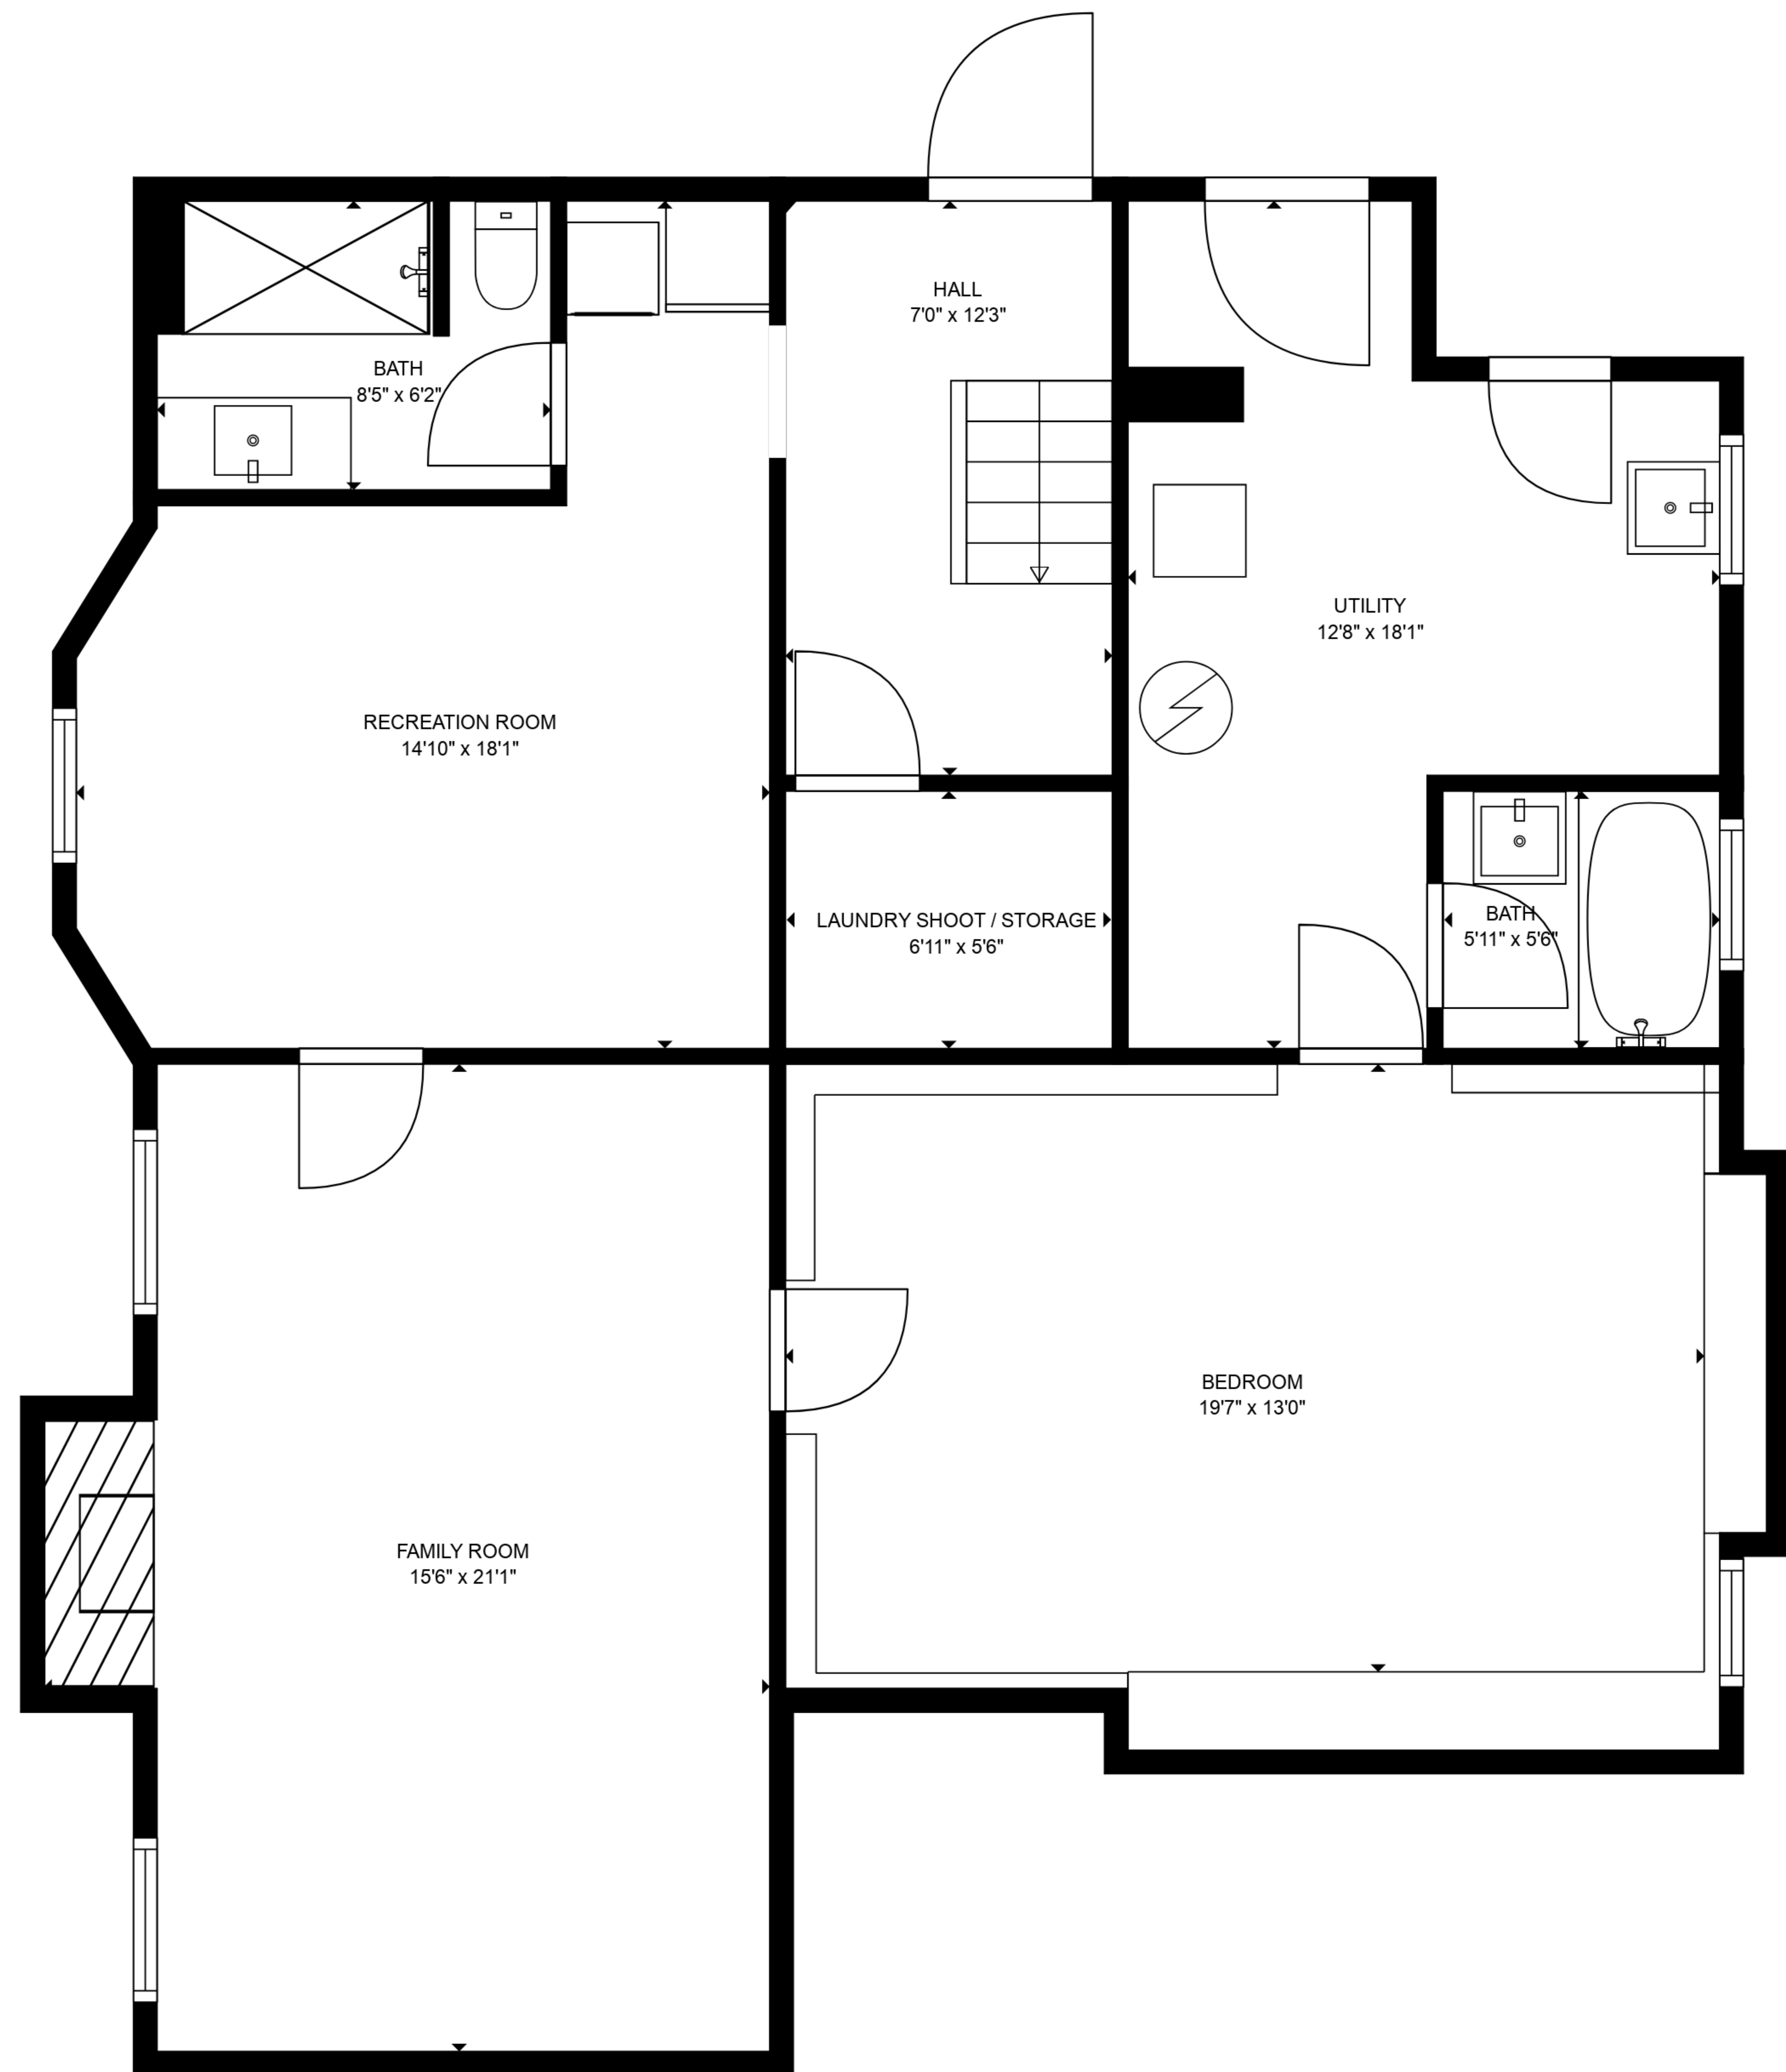 HALL
7'0" x 12'3"
BATH
8'5" x 6'2"
UTILITY
12'8" x 18'1"
RECREATION ROOM
14'10" x 18'1"
LAUNDRY SHOOT / STORAGE
6'11" x 5'6"
BATH
5'11" x 5'6"
BEDROOM
19'7" x 13'0"
FAMILY ROOM
15'6" x 21'1"